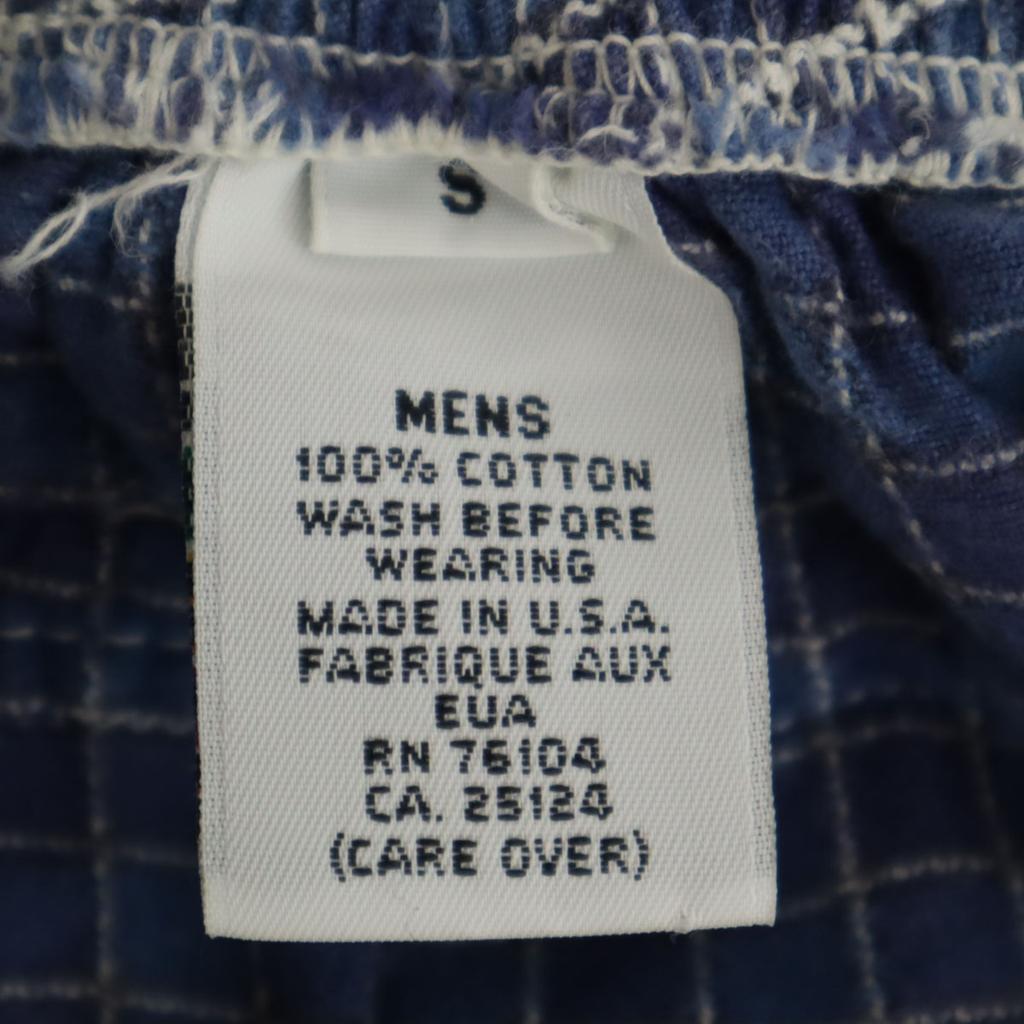 S
MENS
100% COTTON
WASH BEFORE
WEARING
MADE IN U.S.A.
FABRIQUE AUX
EUA
RN 76104
CA. 25124
(CARE OVER)